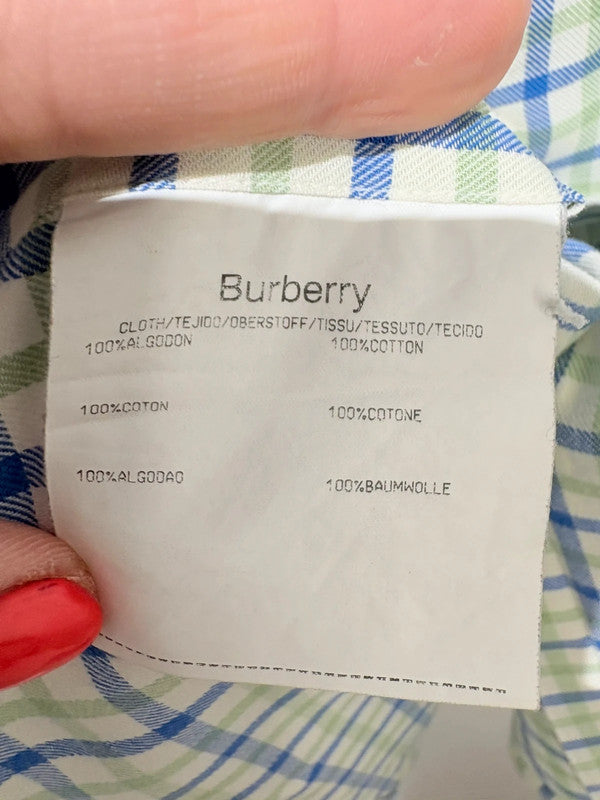 Burberry
CLOTH/TEJIDO/OBERSTOFF/TISSU/TESSUTO/TECIDO
100%ALGODON 100%COTTON
100%COTON 100%COTONE
100%ALGODAO 100%BAUMWOLLE